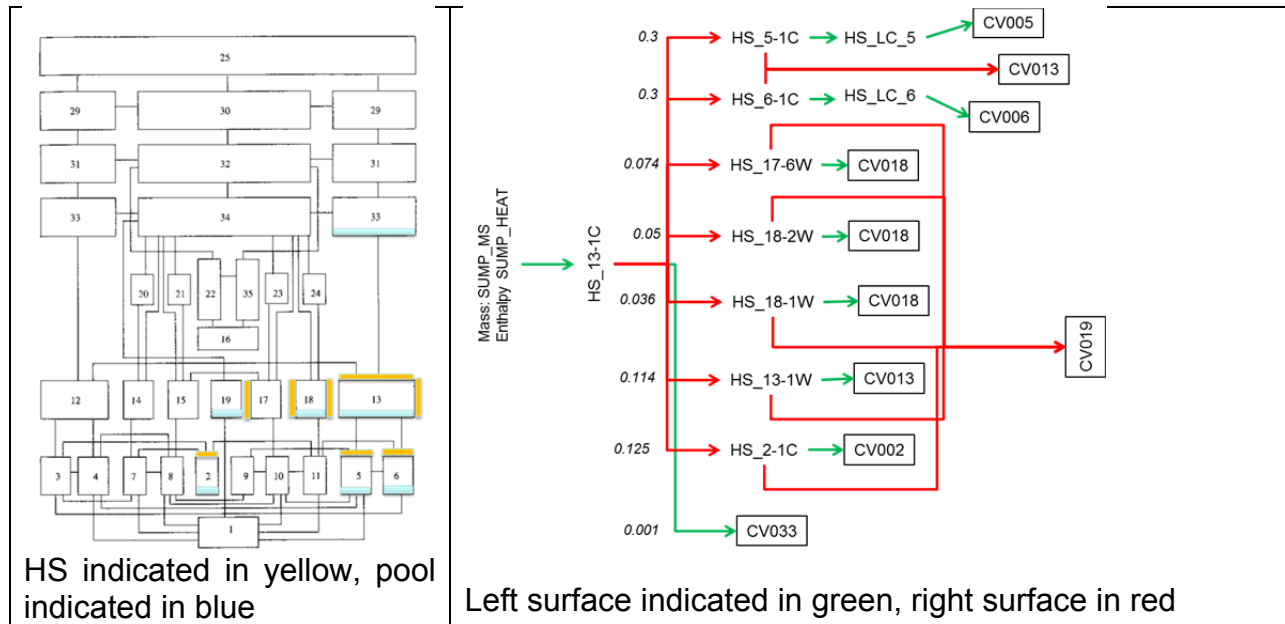 25
29 30 29
31 32 31
33 34 33
20 21 22 35 23 24
16
12 14 15 19 17 18 13
3 4 7 8 2 9 10 11 5 6
1
HS indicated in yellow, pool
indicated in blue
0.3 HS_5-1C HS_LC_5 CV005
CV013
0.3 HS_6-1C HS_LC_6 CV006
0.074 HS_17-6W CV018
0.05 HS_18-2W CV018
Mass: SUMP_MS
Enthalpy SUMP_HEAT
HS_13-1C
0.036 HS_18-1W CV018
CV019
0.114 HS_13-1W CV013
0.125 HS_2-1C CV002
0.001 CV033
Left surface indicated in green, right surface in red